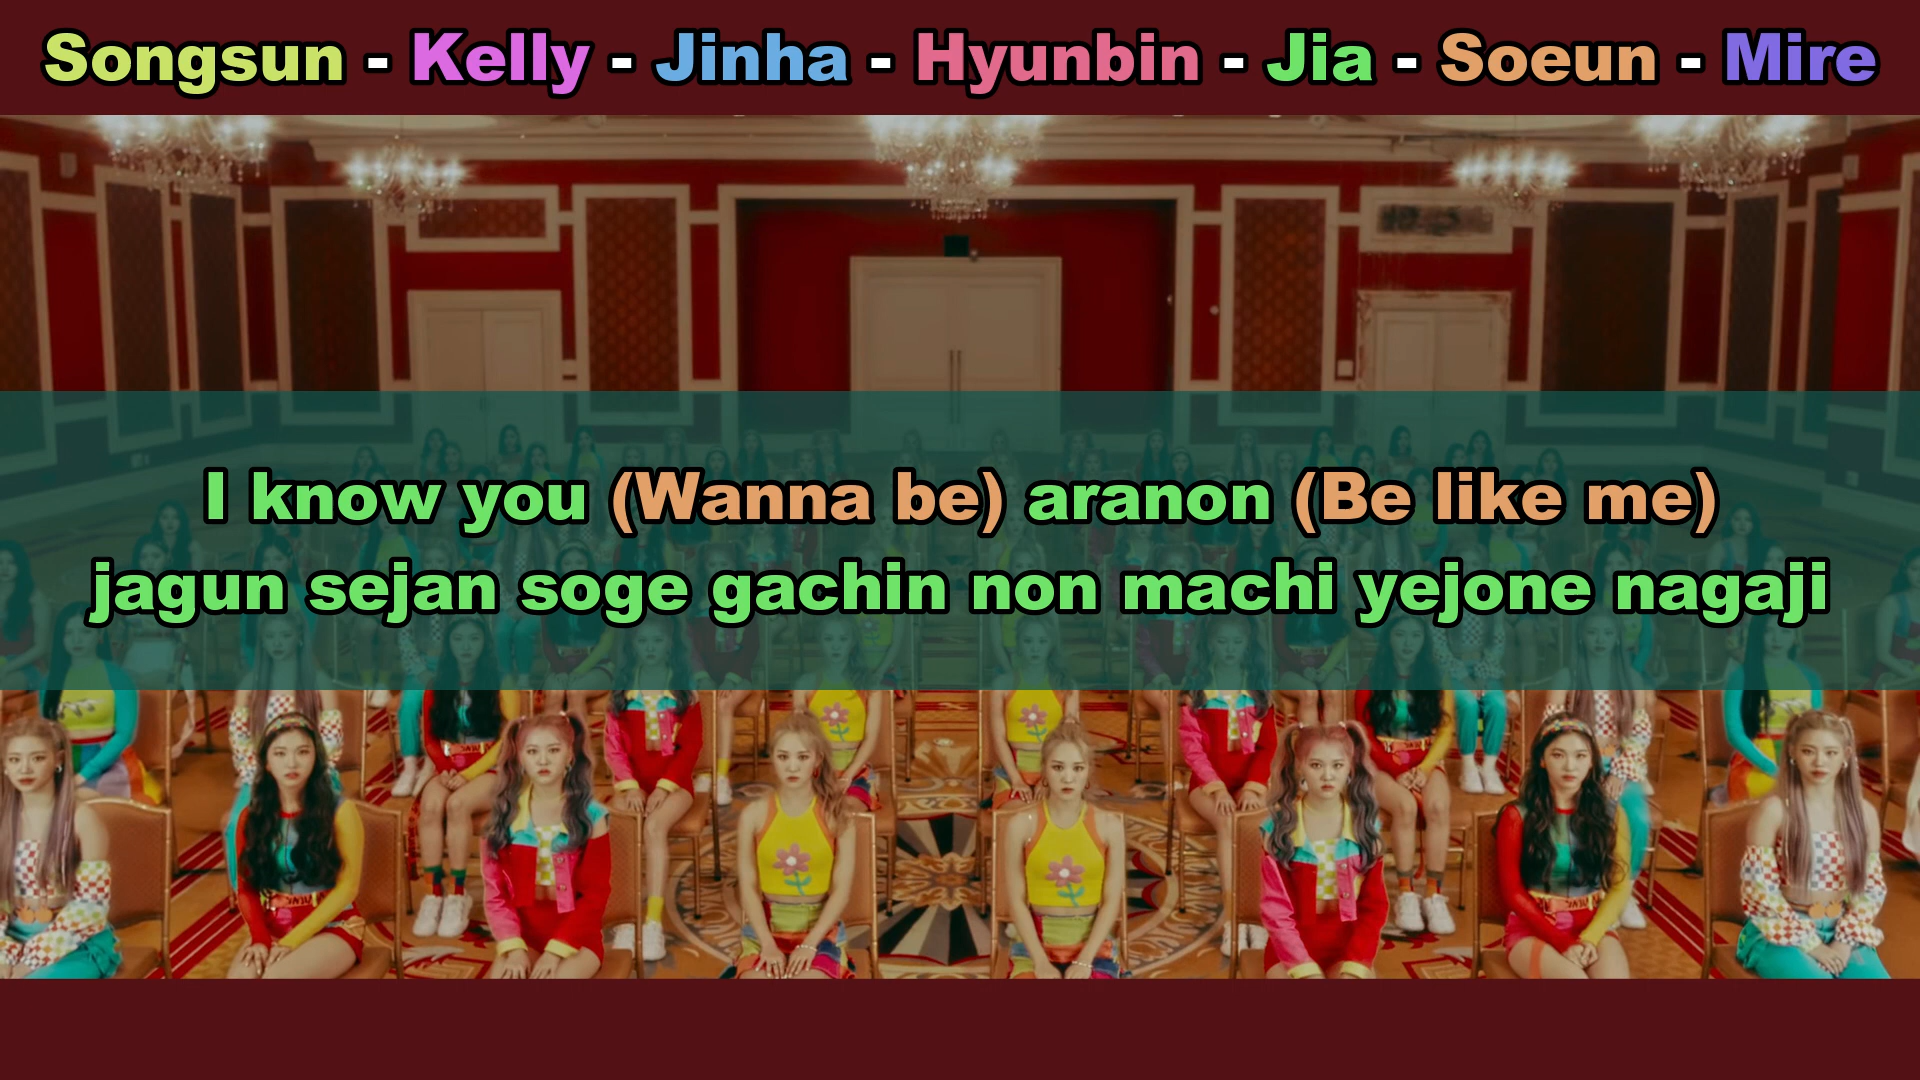 Songsun - Kelly - Jinha - Hyunbin - Jia - Soeun - Mire
I know you (Wanna be) aranon (Be like me)
jagun sejan soge gachin non machi yejone nagaji